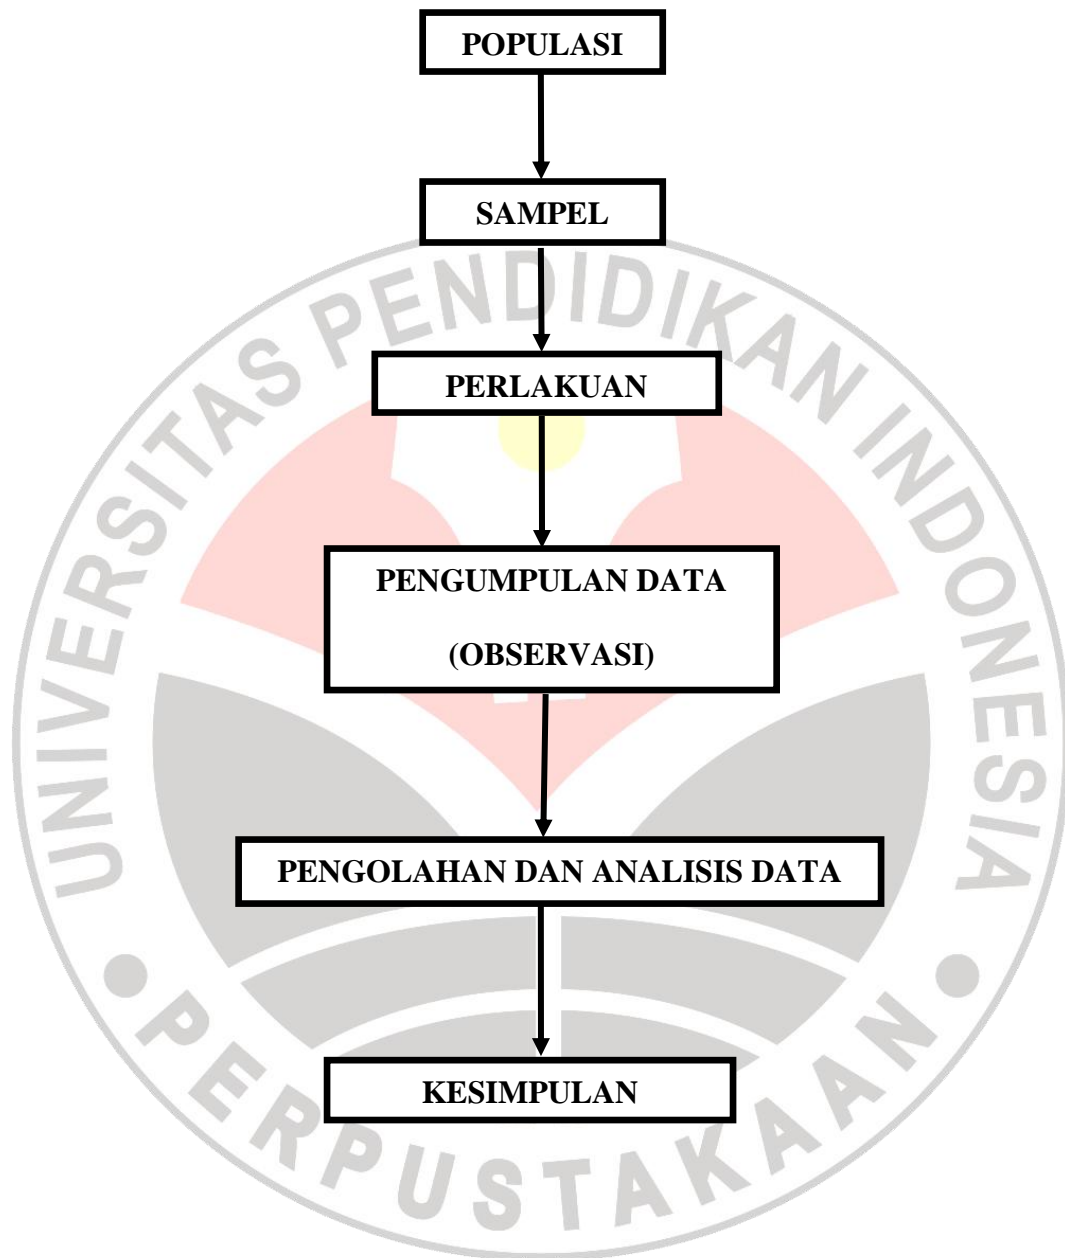 POPULASI
SAMPEL
PERLAKUAN
PENGUMPULAN DATA
(OBSERVASI)
PENGOLAHAN DAN ANALISIS DATA
KESIMPULAN
UNIVERSITAS PENDIDIKAN INDONESIA
PERPUSTAKAAN